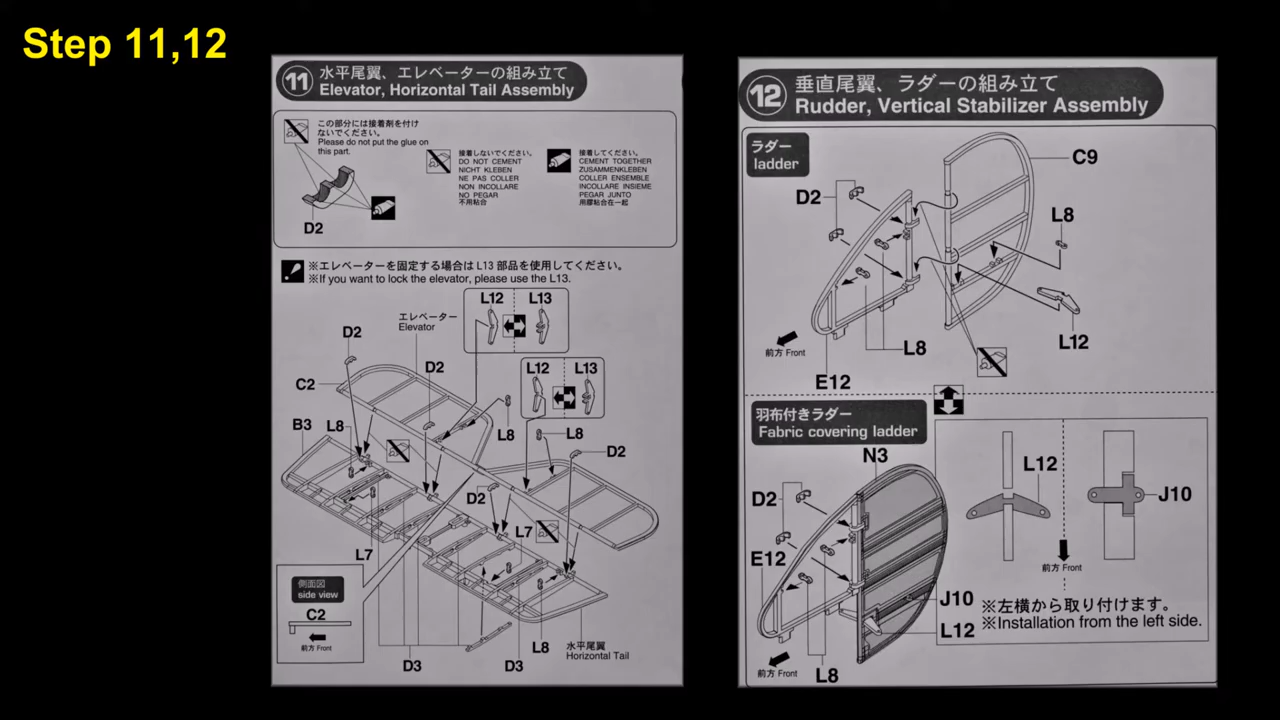 Step 11,12
11
水平尾翼、エレベーターの組み立て
Elevator, Horizontal Tail Assembly
この部分には接着剤を付け
ないでください。
Please do not put the glue on
this part.
D2
接着しないでください。
DO NOT CEMENT
NICHT KLEBEN
NE PAS COLLER
NON INCOLLARE
NO PEGAR
不用粘合
接着してください。
CEMENT TOGETHER
ZUSAMMENKLEBEN
COLLER ENSEMBLE
INCOLLARE INSIEME
PEGAR JUNTO
用膠粘合在一起
※エレベーターを固定する場合は L13 部品を使用してください。
※If you want to lock the elevator, please use the L13.
L12
L13
エレベーター
Elevator
D2
D2
L12
L13
C2
B3
L8
L8
L8
D2
D2
L7
L7
側面図
side view
C2
前方 Front
D3
D3
L8
水平尾翼
Horizontal Tail
12
垂直尾翼、ラダーの組み立て
Rudder, Vertical Stabilizer Assembly
ラダー
ladder
C9
D2
L8
前方 Front
L8
L12
E12
羽布付きラダー
Fabric covering ladder
N3
D2
L12
J10
E12
前方 Front
J10
※左横から取り付けます。
※Installation from the left side.
L12
前方 Front
L8